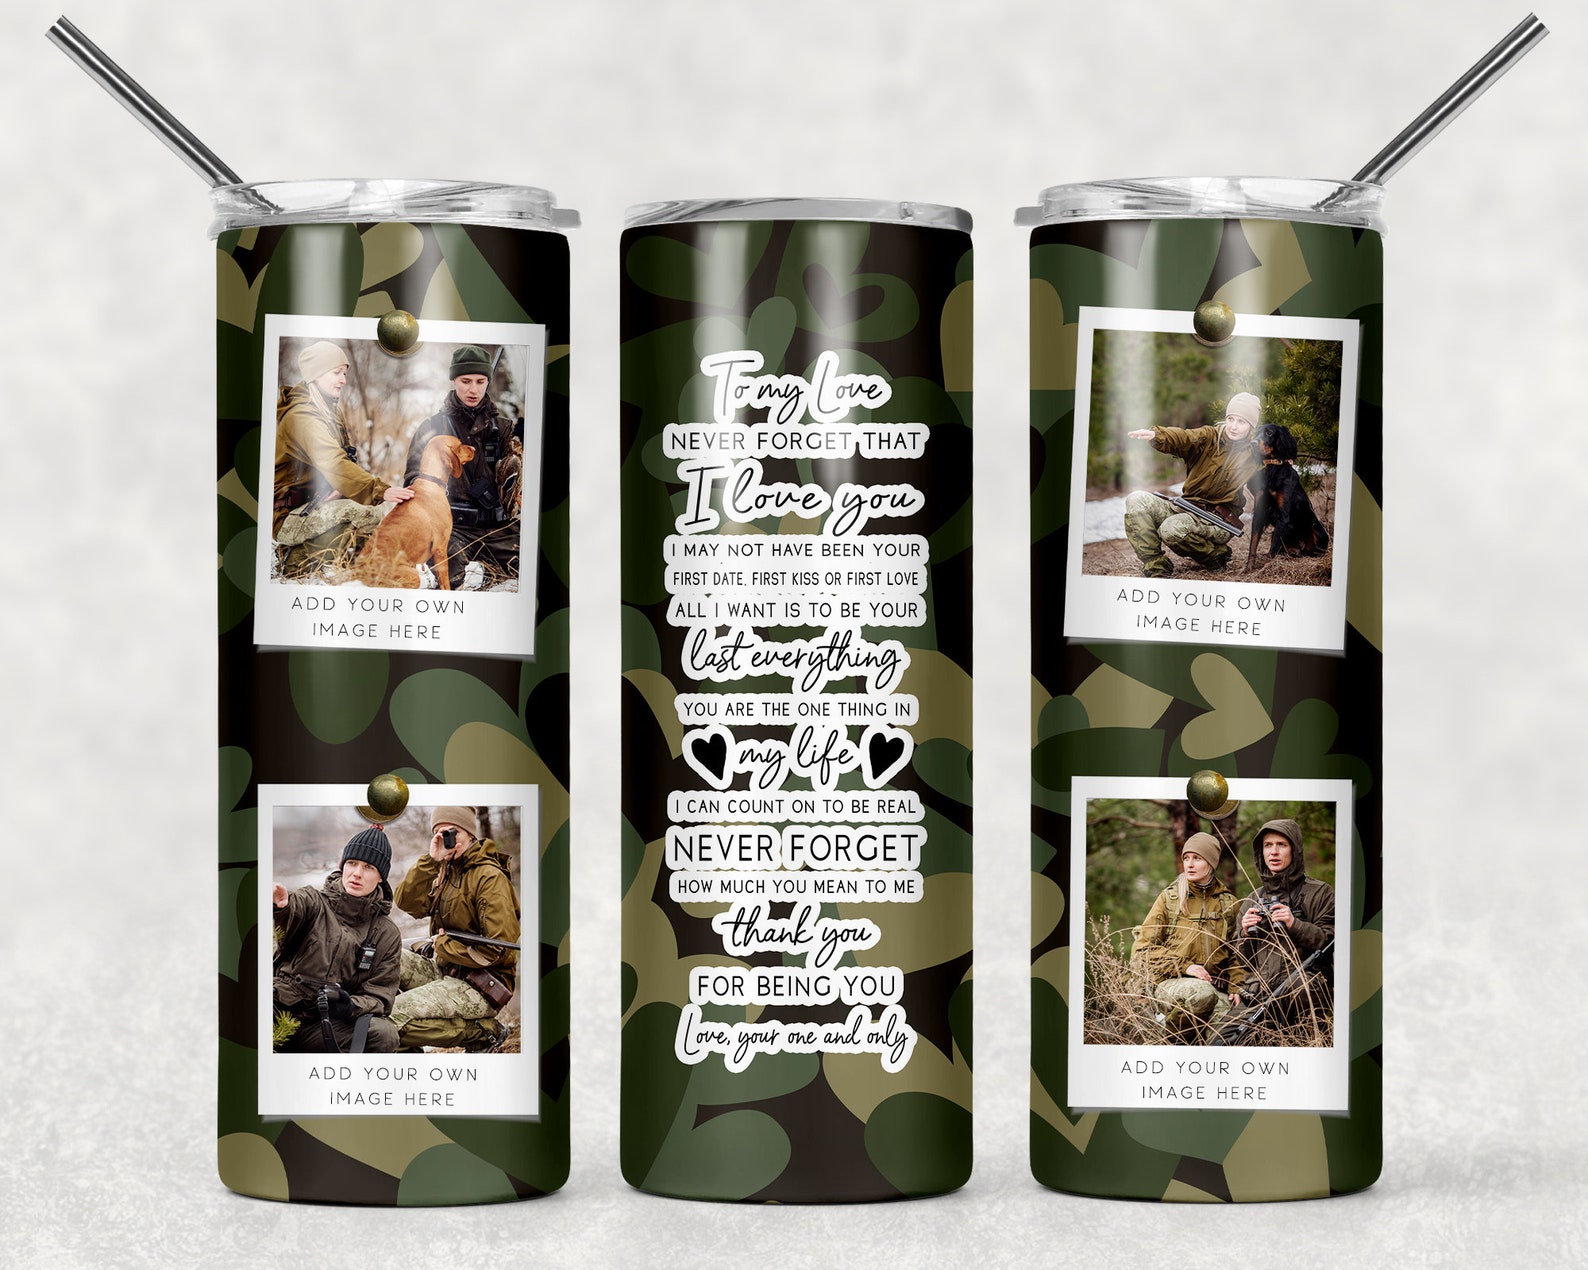 ADD YOUR OWN
IMAGE HERE
ADD YOUR OWN
IMAGE HERE
To my Love
NEVER FORGET THAT
I love you
I MAY NOT HAVE BEEN YOUR
FIRST DATE, FIRST KISS OR FIRST LOVE
ALL I WANT IS TO BE YOUR
last everything
YOU ARE THE ONE THING IN
my life
I CAN COUNT ON TO BE REAL
NEVER FORGET
HOW MUCH YOU MEAN TO ME
thank you
FOR BEING YOU
Love, your one and only
ADD YOUR OWN
IMAGE HERE
ADD YOUR OWN
IMAGE HERE